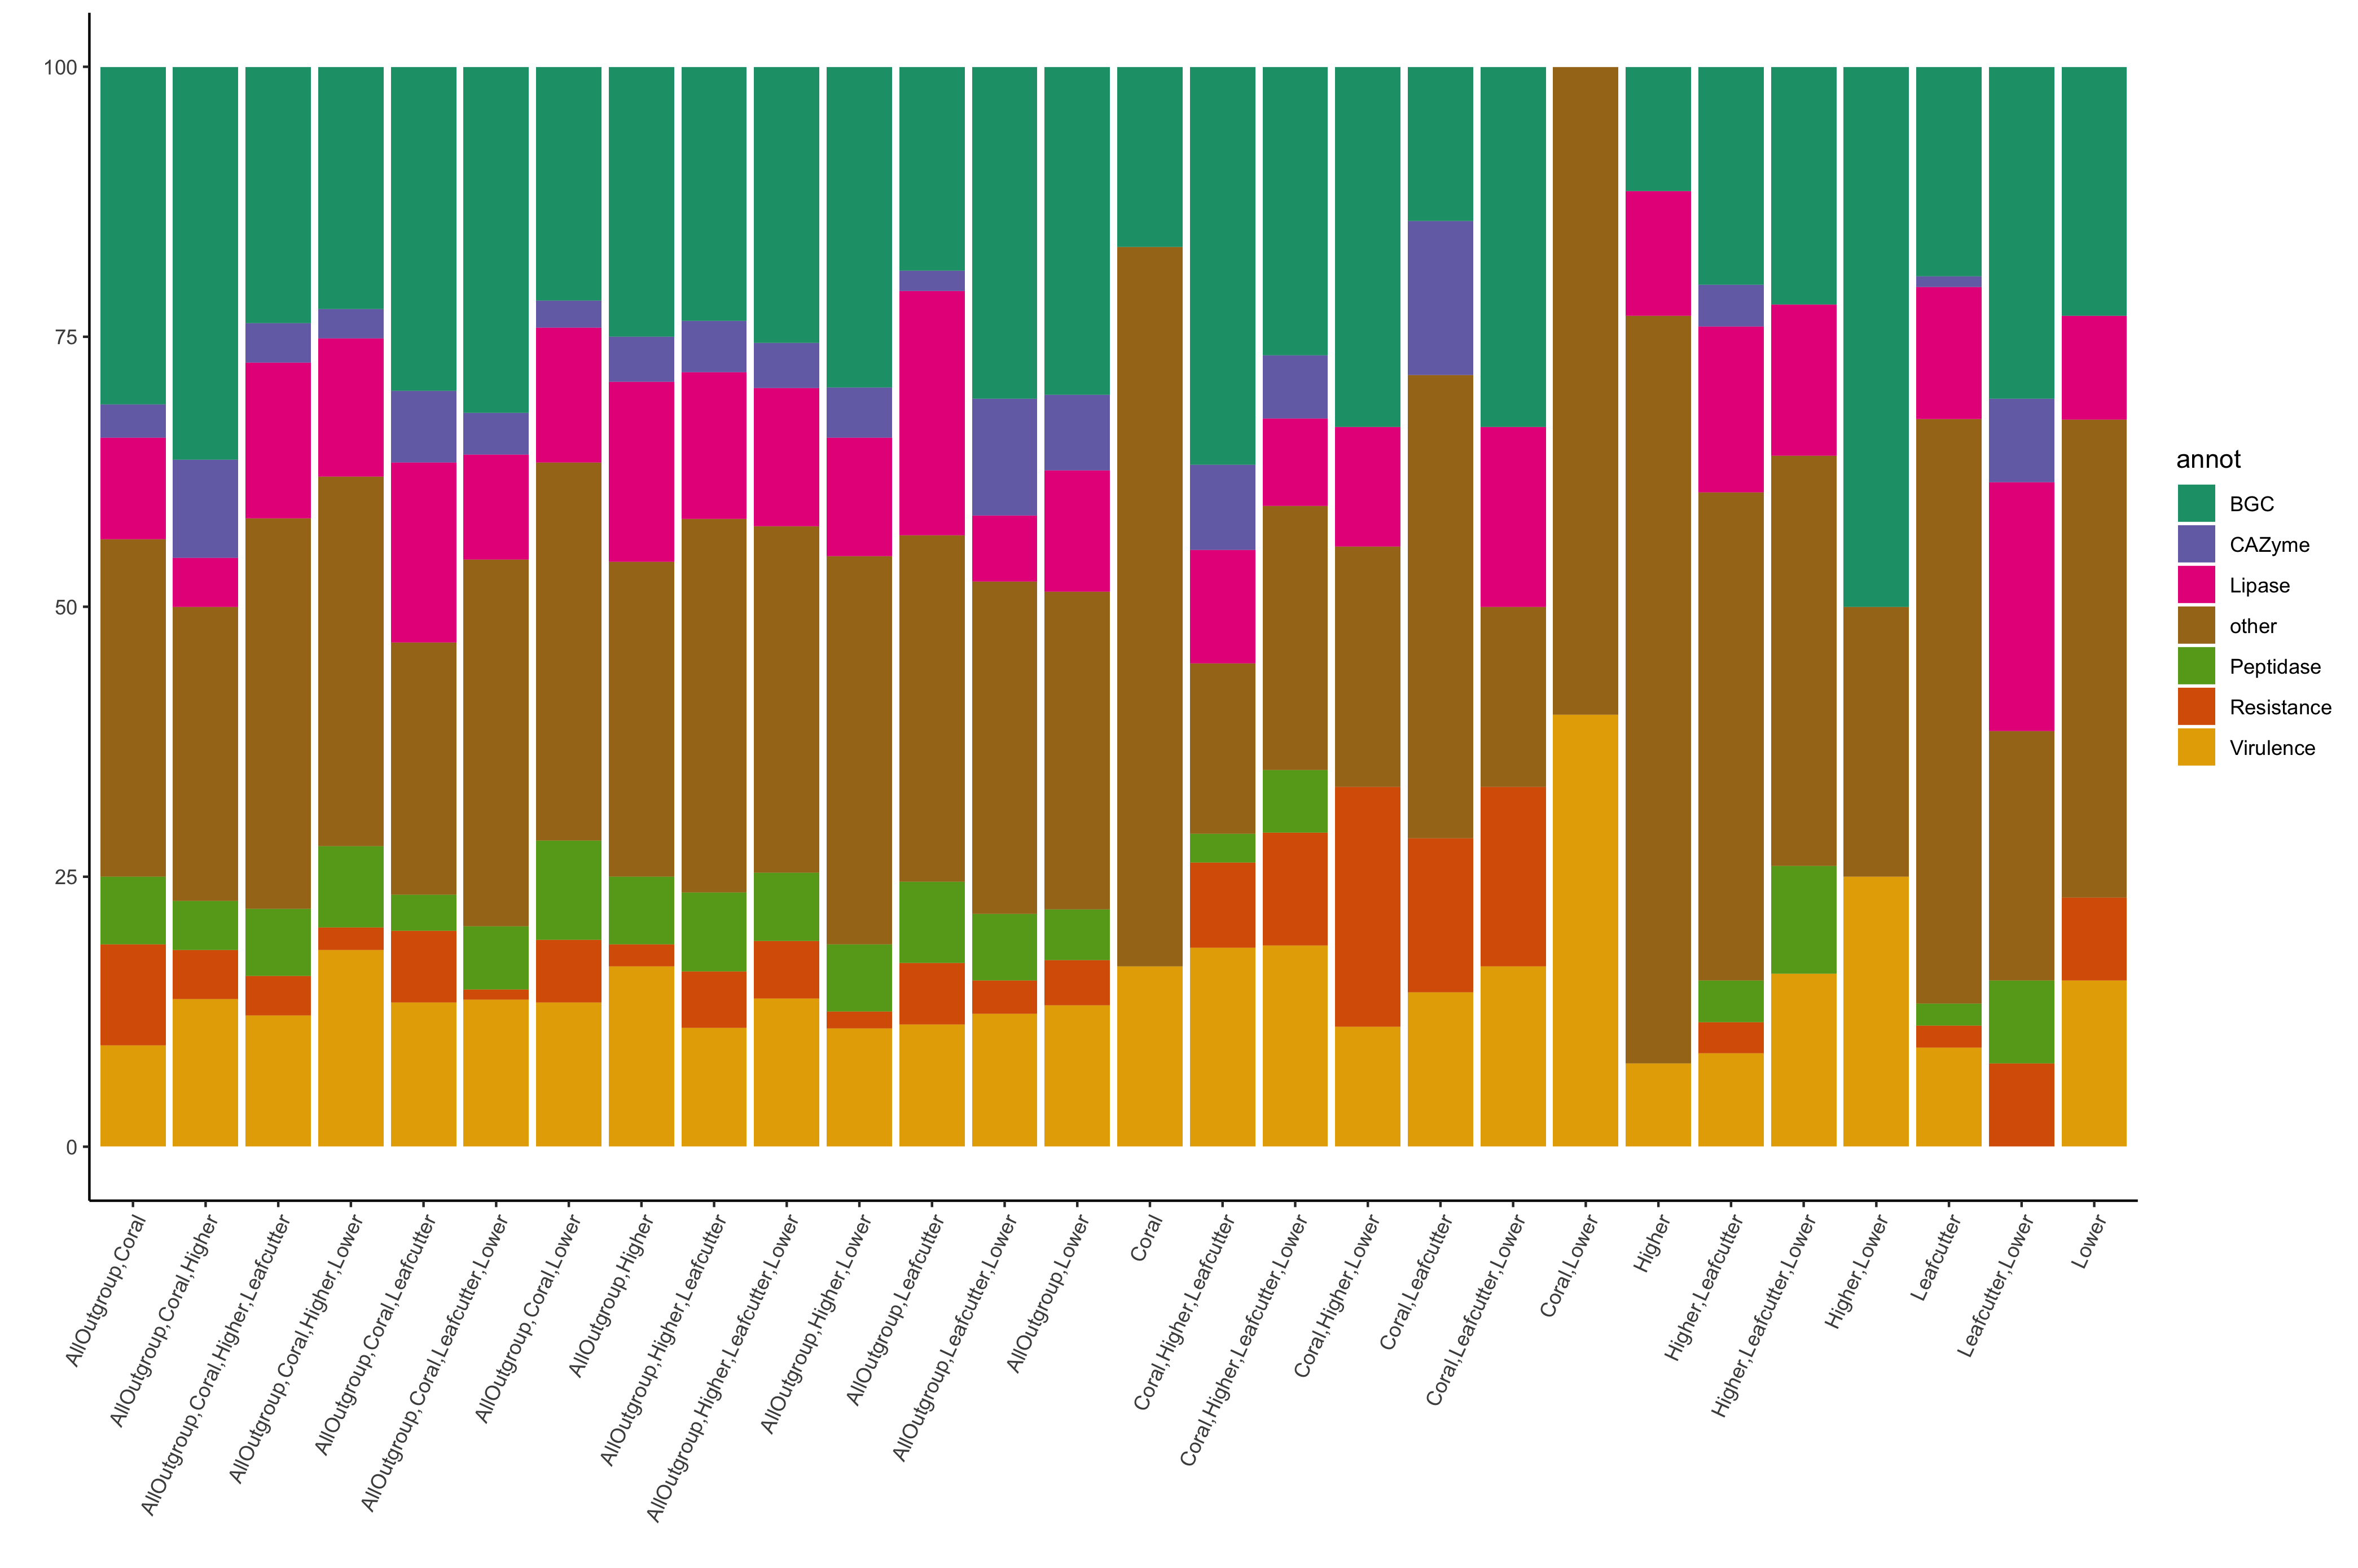 100
75
50
25
0
AllOutgroup,Coral
AllOutgroup,Coral,Higher
AllOutgroup,Coral,Higher,Leafcutter
AllOutgroup,Coral,Higher,Lower
AllOutgroup,Coral,Leafcutter
AllOutgroup,Coral,Leafcutter,Lower
AllOutgroup,Coral,Lower
AllOutgroup,Higher
AllOutgroup,Higher,Leafcutter
AllOutgroup,Higher,Leafcutter,Lower
AllOutgroup,Higher,Lower
AllOutgroup,Leafcutter
AllOutgroup,Leafcutter,Lower
AllOutgroup,Lower
Coral
Coral,Higher,Leafcutter
Coral,Higher,Leafcutter,Lower
Coral,Higher,Lower
Coral,Leafcutter
Coral,Leafcutter,Lower
Coral,Lower
Higher
Higher,Leafcutter
Higher,Leafcutter,Lower
Higher,Lower
Leafcutter
Leafcutter,Lower
Lower
annot
BGC
CAZyme
Lipase
other
Peptidase
Resistance
Virulence